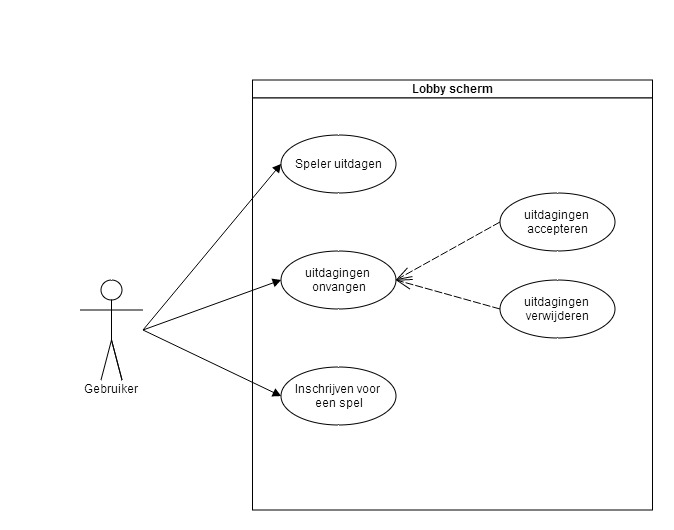 Lobby scherm
Speler uitdagen
uitdagingen
accepteren
uitdagingen
onvangen
uitdagingen
verwijderen
Inschrijven voor
een spel
Gebruiker